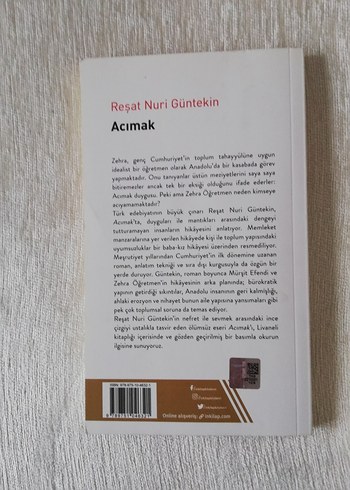 Reşat Nuri Güntekin
Acımak
Zehra, genç Cumhuriyet'in toplum tahayyülüne uygun
idealist bir öğretmen olarak Anadolu'da bir kasabada görev
yapmaktadır. Onu tanıyanlar üstün meziyetlerini saya saya
bitiremezler ancak tek bir eksiği olduğunu ifade ederler:
Acımak duygusu. Peki ama Zehra Öğretmen neden kimseye
acıyamamaktadır?
Türk edebiyatının büyük çınarı Reşat Nuri Güntekin,
Acımak'ta, duyguları ile mantıkları arasındaki dengeyi
tutturamayan insanların hikâyesini anlatıyor. Memleket
manzaralarına yer verilen hikâyede kişi ile toplum yapısındaki
uyumsuzluklar bir baba-kız hikâyesi üzerinden resmediliyor.
Meşrutiyet yıllarından Cumhuriyet'in ilk dönemine uzanan
roman, anlatım tekniği ve sıra dışı kurgusuyla da özgün bir
yerde duruyor. Güntekin, roman boyunca Mürşit Efendi ve
Zehra Öğretmen'in hikâyesinin arka planında; bürokratik
yapının getirdiği sıkıntılar, Anadolu insanının geri kalmışlığı,
ahlaki erozyon ve nihayet bunun aile yapısına yansımaları gibi
pek çok toplumsal soruna da temas ediyor.
Reşat Nuri Güntekin'in nefret ile sevmek arasındaki ince
çizgiyi ustalıkla tasvir eden ölümsüz eseri Acımak'ı, Livaneli
kitaplığı içerisinde ve gözden geçirilmiş bir basımla okurun
ilgisine sunuyoruz.
Online alışveriş: inkilap.com